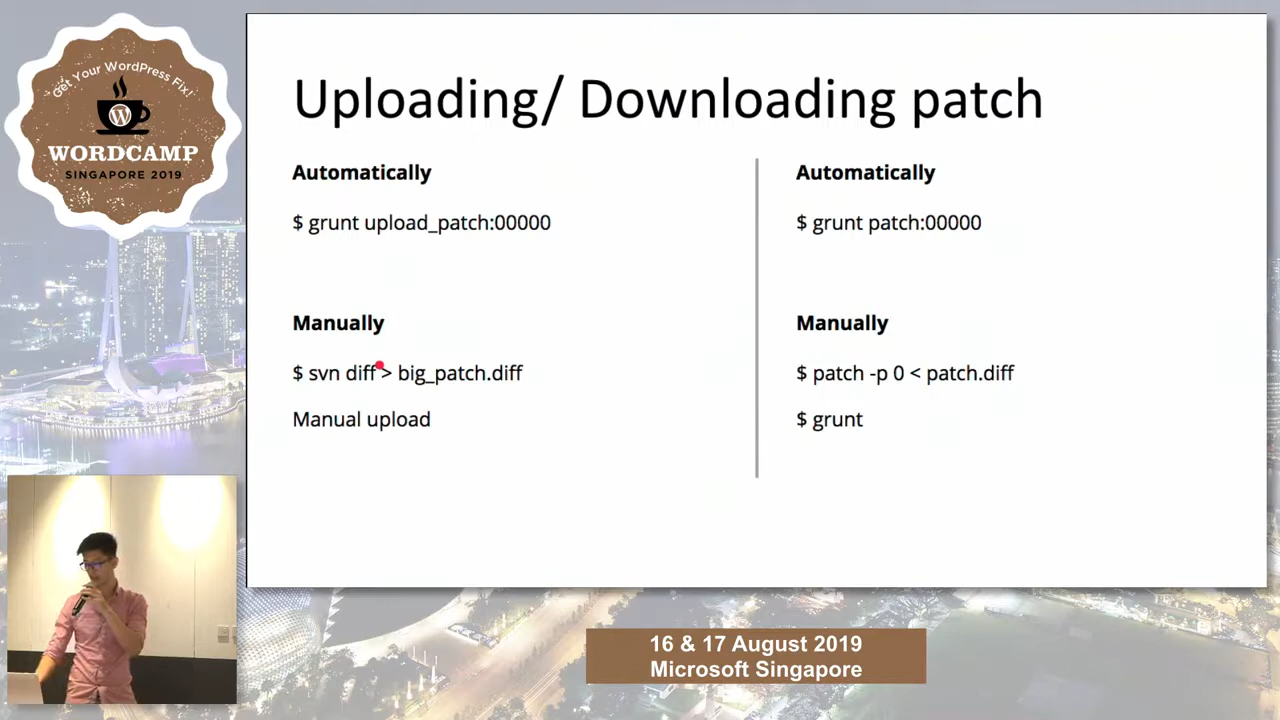 Get Your WordPress Fix!
WORDCAMP
SINGAPORE 2019
Uploading/ Downloading patch
Automatically
$ grunt upload_patch:00000
Manually
$ svn diff > big_patch.diff
Manual upload
Automatically
$ grunt patch:00000
Manually
$ patch -p 0 < patch.diff
$ grunt
16 & 17 August 2019
Microsoft Singapore